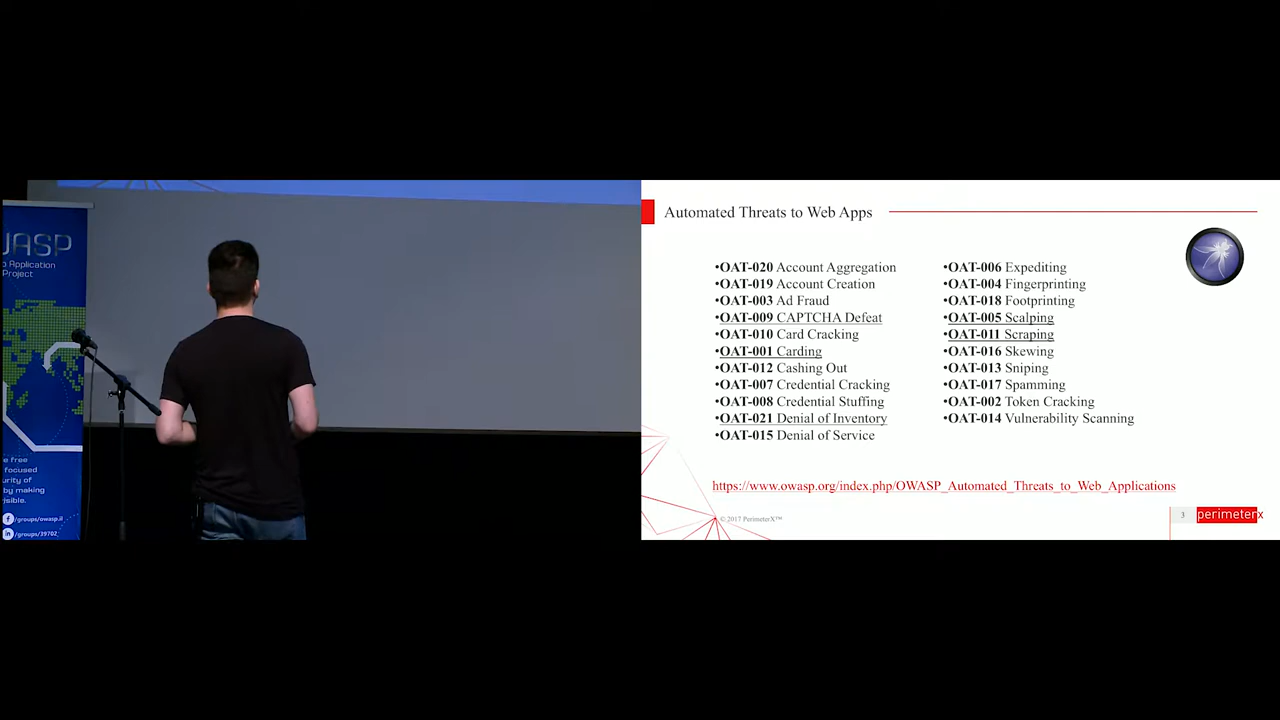 WASP
Application
Project
e free
focused
urity of
by making
isible.
/groups/owasp.il
/groups/39702
Automated Threats to Web Apps
•OAT-020 Account Aggregation
•OAT-019 Account Creation
•OAT-003 Ad Fraud
•OAT-009 CAPTCHA Defeat
•OAT-010 Card Cracking
•OAT-001 Carding
•OAT-012 Cashing Out
•OAT-007 Credential Cracking
•OAT-008 Credential Stuffing
•OAT-021 Denial of Inventory
•OAT-015 Denial of Service
•OAT-006 Expediting
•OAT-004 Fingerprinting
•OAT-018 Footprinting
•OAT-005 Scalping
•OAT-011 Scraping
•OAT-016 Skewing
•OAT-013 Sniping
•OAT-017 Spamming
•OAT-002 Token Cracking
•OAT-014 Vulnerability Scanning
https://www.owasp.org/index.php/OWASP_Automated_Threats_to_Web_Applications
© 2017 PerimeterX™
3
perimeterx